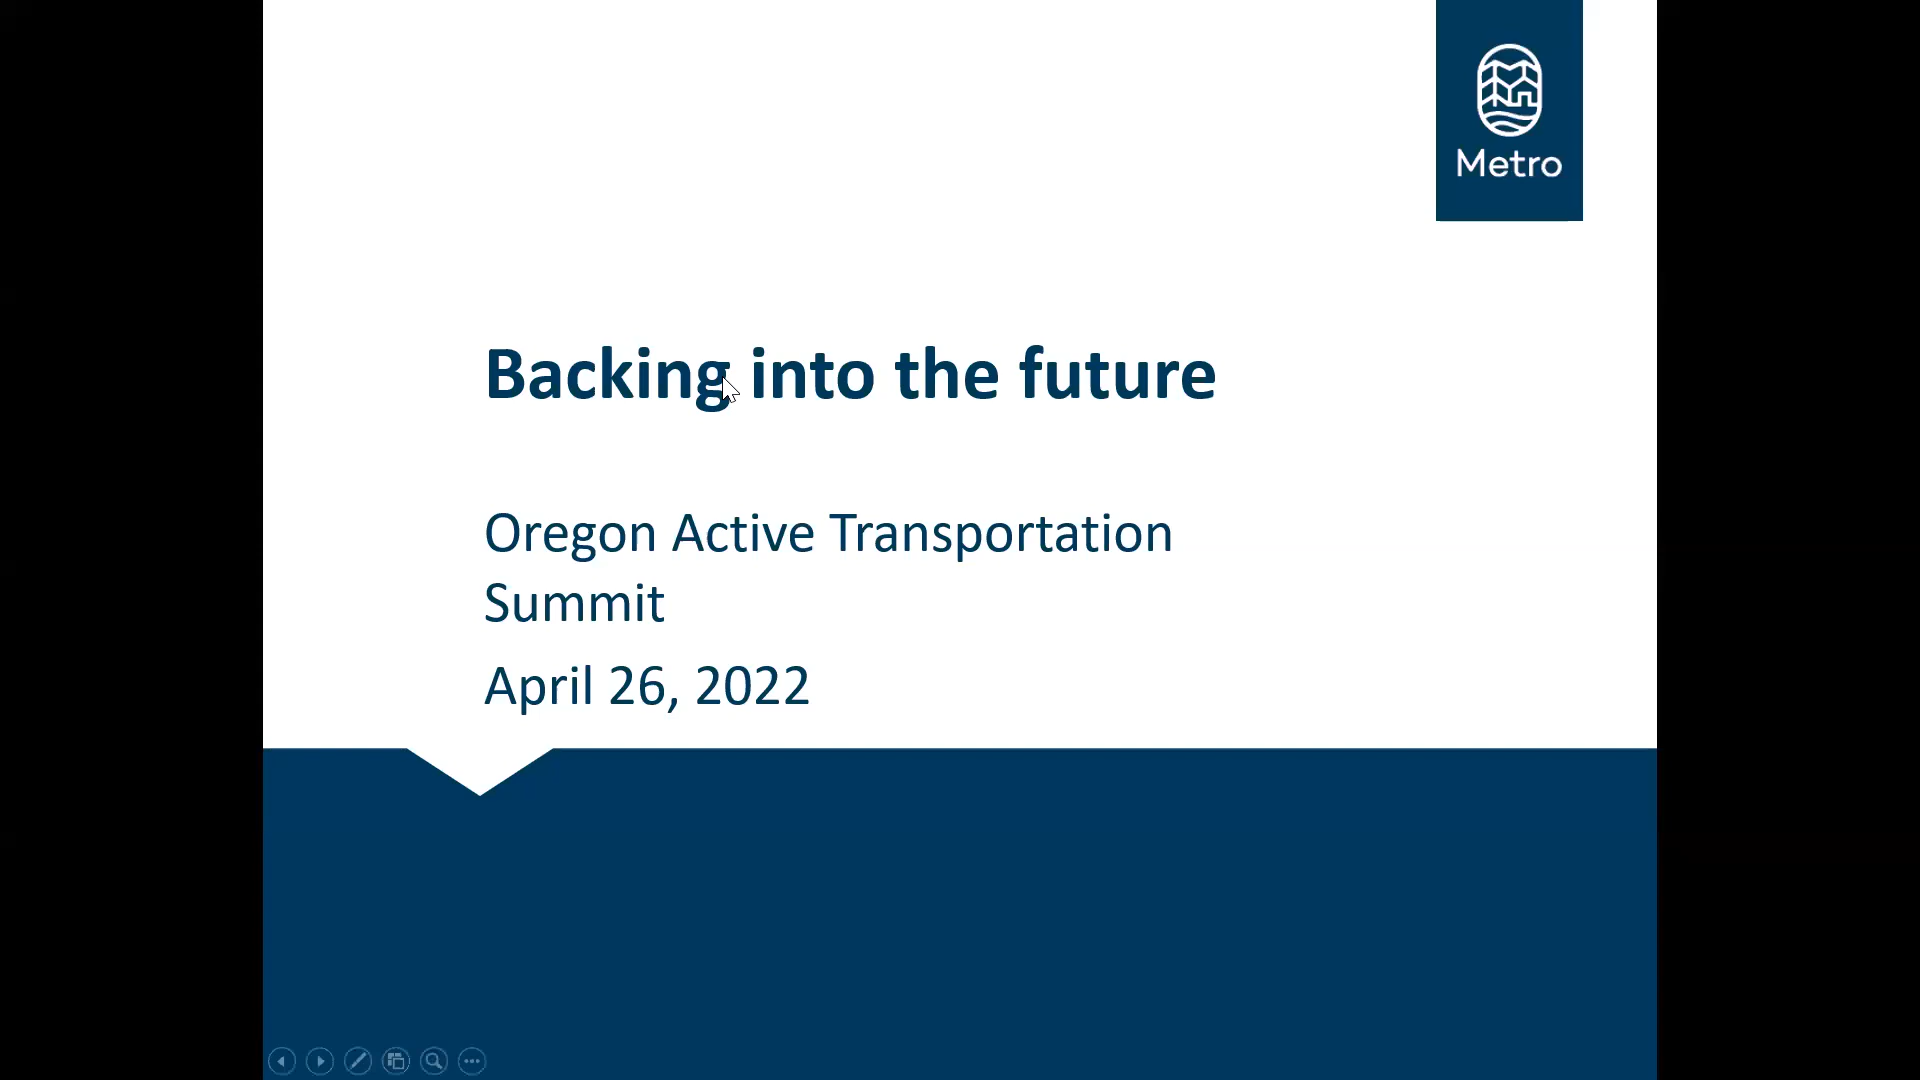 Metro
Backing into the future
Oregon Active Transportation
Summit
April 26, 2022